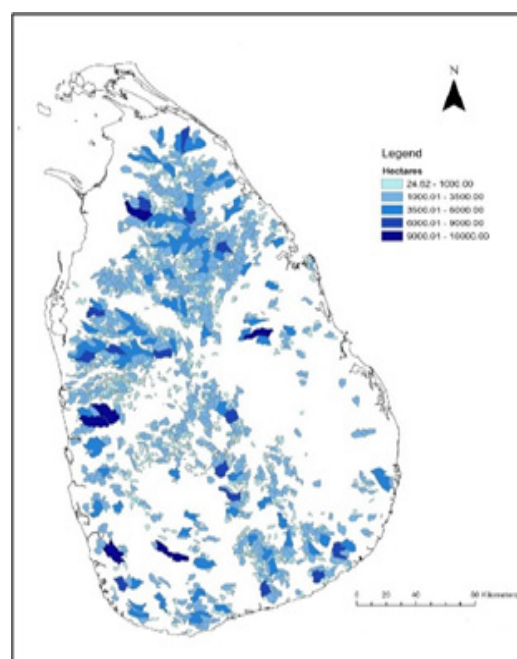 N
Legend
Hectares
24.62 - 1000.00
1000.01 - 3500.00
3500.01 - 6000.00
6000.01 - 9000.00
9000.01 - 16000.00
0 20 40 80 Kilometers